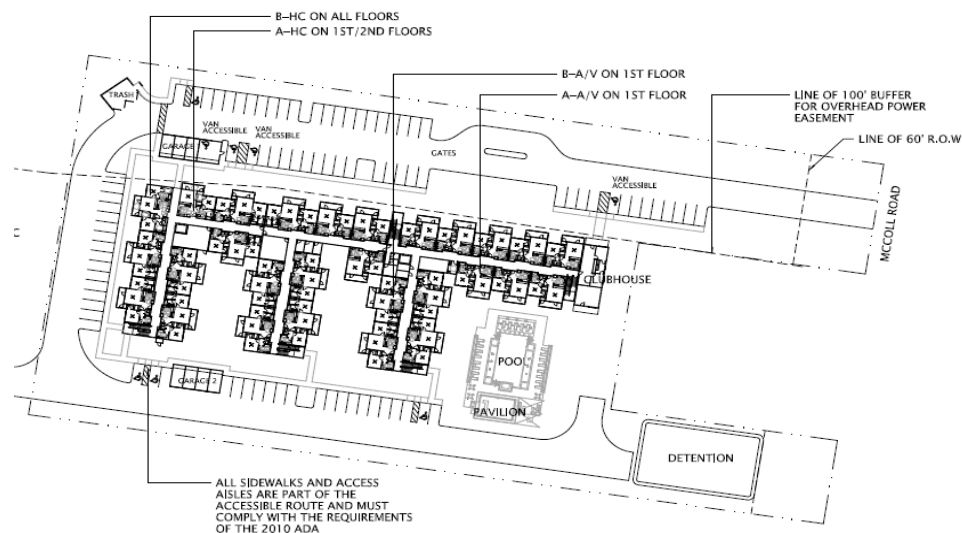 B-HC ON ALL FLOORS
A-HC ON 1ST/2ND FLOORS
B-A/V ON 1ST FLOOR
A-A/V ON 1ST FLOOR
LINE OF 100' BUFFER
FOR OVERHEAD POWER
EASEMENT
LINE OF 60' R.O.W
TRASH
VAN
ACCESSIBLE
VAN
ACCESSIBLE
GARAGE
GATES
VAN
ACCESSIBLE
MCCOLL ROAD
CLUBHOUSE
POOL
PAVILION
GARAGE 2
DETENTION
ALL SIDEWALKS AND ACCESS
AISLES ARE PART OF THE
ACCESSIBLE ROUTE AND MUST
COMPLY WITH THE REQUIREMENTS
OF THE 2010 ADA